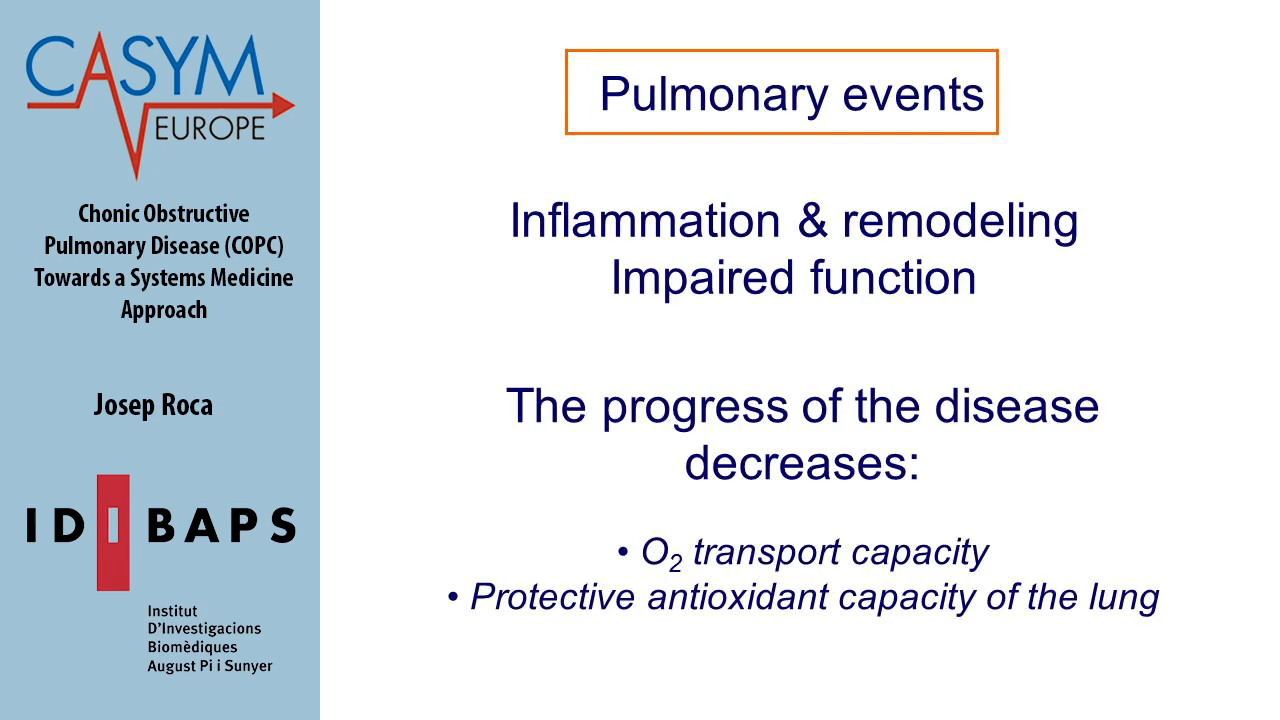 CASYM
EUROPE
Chonic Obstructive
Pulmonary Disease (COPC)
Towards a Systems Medicine
Approach
Josep Roca
IDIBAPS
Institut
D'Investigacions
Biomèdiques
August Pi i Sunyer
Pulmonary events
Inflammation & remodeling
Impaired function
The progress of the disease
decreases:
• O₂ transport capacity
• Protective antioxidant capacity of the lung